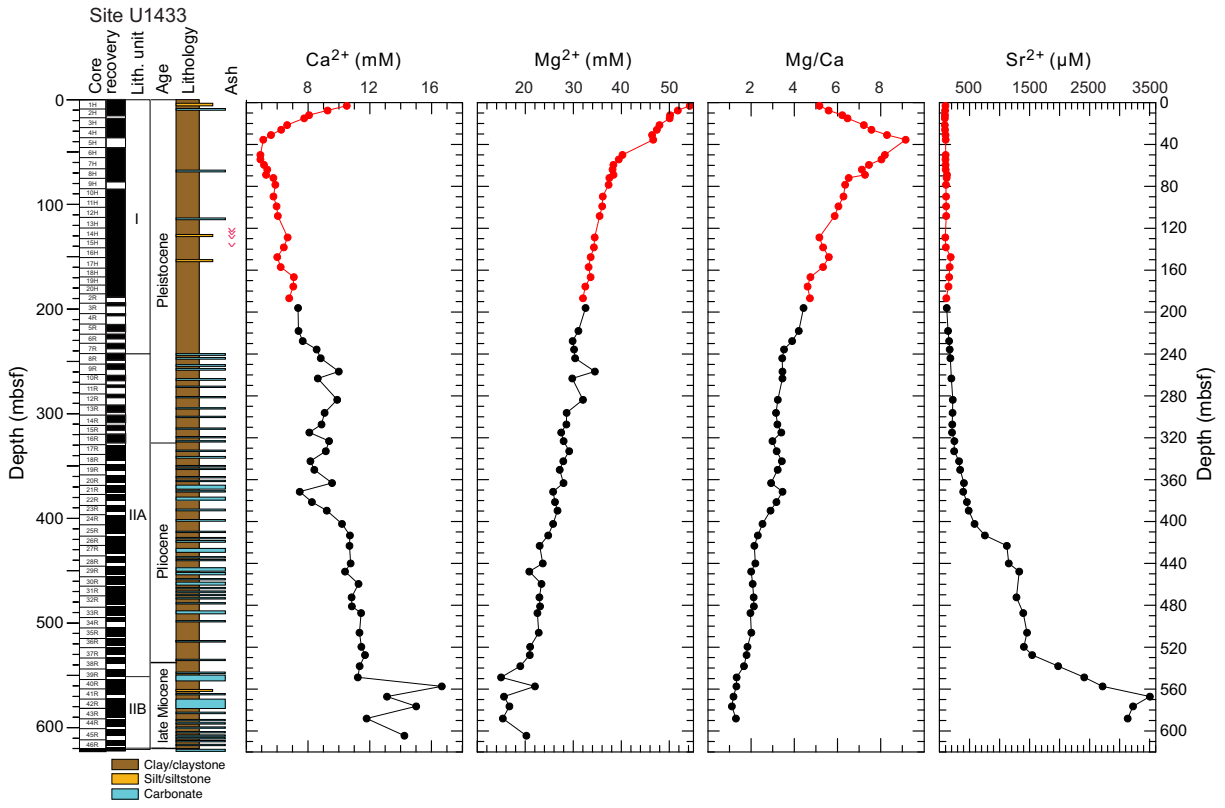 Site U1433
Core
recovery
Lith. unit
Age
Lithology
Ash
Ca2+ (mM)
Mg2+ (mM)
Mg/Ca
Sr2+ (µM)
8 12 16
20 30 40 50
2 4 6 8
500 1500 2500 3500
Depth (mbsf)
0
100
200
300
400
500
600
1H
2H
3H
4H
5H
6H
7H
8H
9H
10H
11H
12H
13H
14H
15H
16H
17H
18H
19H
20H
2R
3R
4R
5R
6R
7R
8R
9R
10R
11R
12R
13R
14R
15R
16R
17R
18R
19R
20R
21R
22R
23R
24R
25R
26R
27R
28R
29R
30R
31R
32R
33R
34R
35R
36R
37R
38R
39R
40R
41R
42R
43R
44R
45R
46R
I
IIA
IIB
Pleistocene
Pliocene
late Miocene
0
40
80
120
160
200
240
280
320
360
400
440
480
520
560
600
Depth (mbsf)
Clay/claystone
Silt/siltstone
Carbonate